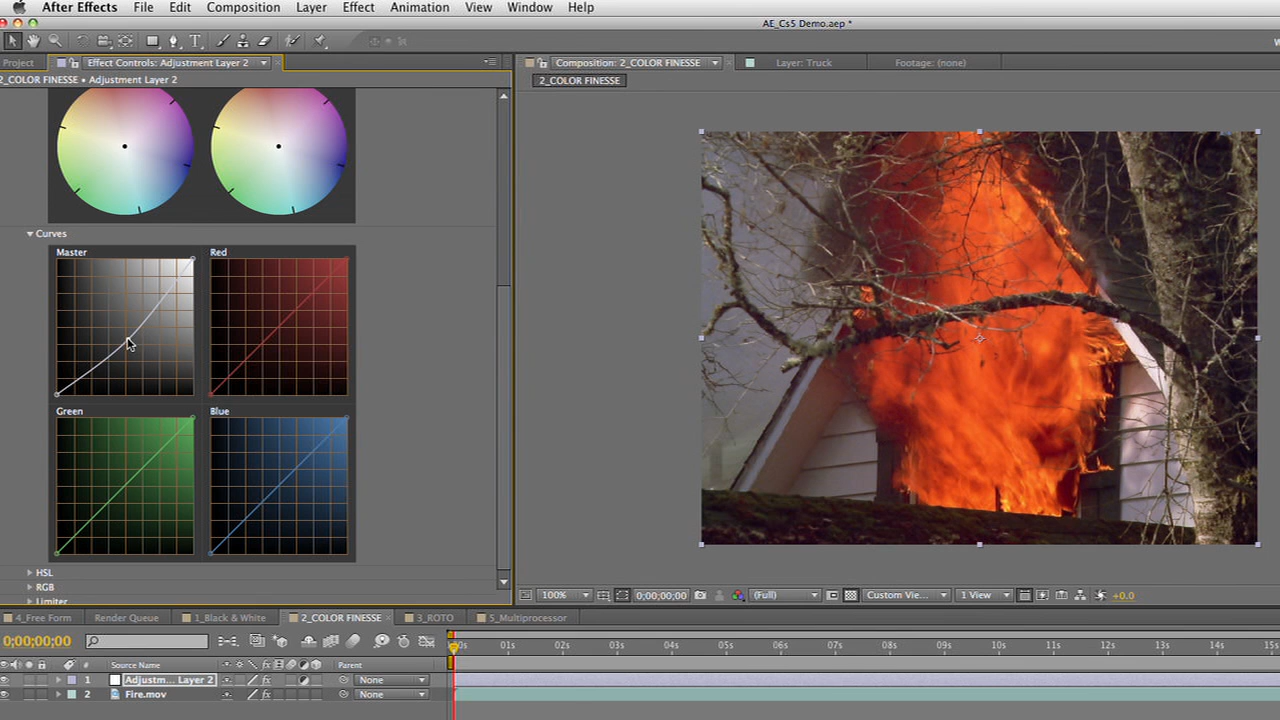 After Effects File Edit Composition Layer Effect Animation View Window Help
AE_Cs5 Demo.aep *
Project Effect Controls: Adjustment Layer 2 Composition: 2_COLOR FINESSE Layer: Truck Footage: (none)
2_COLOR FINESSE • Adjustment Layer 2
2_COLOR FINESSE
Curves
Master Red
Green Blue
HSL
RGB
Limiter
100% 0;00;00;00 (Full) Custom Vie... 1 View +0.0
4_Free Form Render Queue 1_Black & White 2_COLOR FINESSE 3_ROTO 5_Multiprocessor
0;00;00;00
01s 02s 03s 04s 05s 06s 07s 08s 09s 10s 11s 12s 13s 14s 15s
# Source Name Parent
1 Adjustm... Layer 2 None
2 Fire.mov None